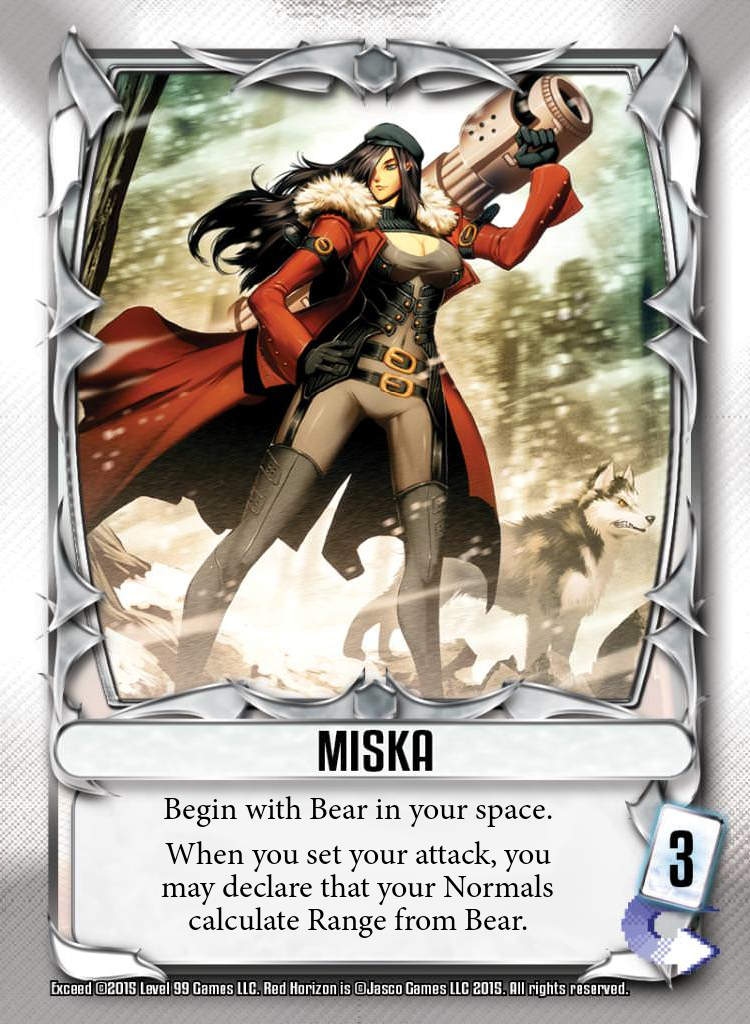 MISKA
Begin with Bear in your space.
When you set your attack, you
may declare that your Normals
calculate Range from Bear.
3
Exceed ©2015 Level 99 Games LLC. Red Horizon is ©Jasco Games LLC 2015. All rights reserved.